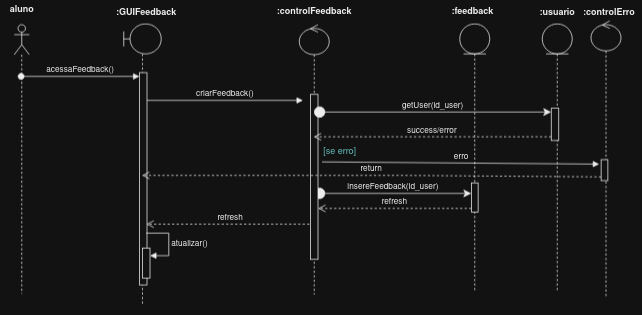 aluno
:GUIFeedback
:controlFeedback
:feedback
:usuario
:controlErro
acessaFeedback()
criarFeedback()
getUser(id_user)
success/error
[se erro]
erro
return
insereFeedback(id_user)
refresh
refresh
atualizar()